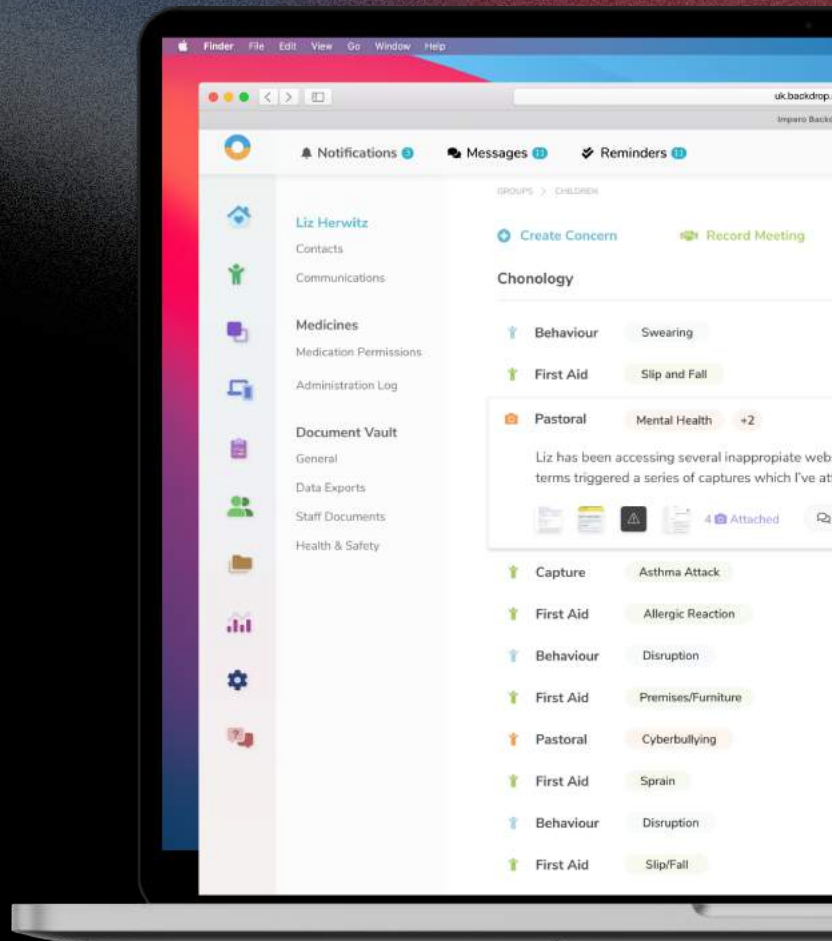 Finder File Edit View Go Window Help
uk.backdrop.
Impero Backd
Notifications 3 Messages 11 Reminders 11
GROUPS > CHILDREN
Liz Herwitz
Contacts
Communications
Medicines
Medication Permissions
Administration Log
Document Vault
General
Data Exports
Staff Documents
Health & Safety
Create Concern Record Meeting
Chonology
Behaviour Swearing
First Aid Slip and Fall
Pastoral Mental Health +2
Liz has been accessing several inappropiate web
terms triggered a series of captures which I've at
4 Attached
Capture Asthma Attack
First Aid Allergic Reaction
Behaviour Disruption
First Aid Premises/Furniture
Pastoral Cyberbullying
First Aid Sprain
Behaviour Disruption
First Aid Slip/Fall